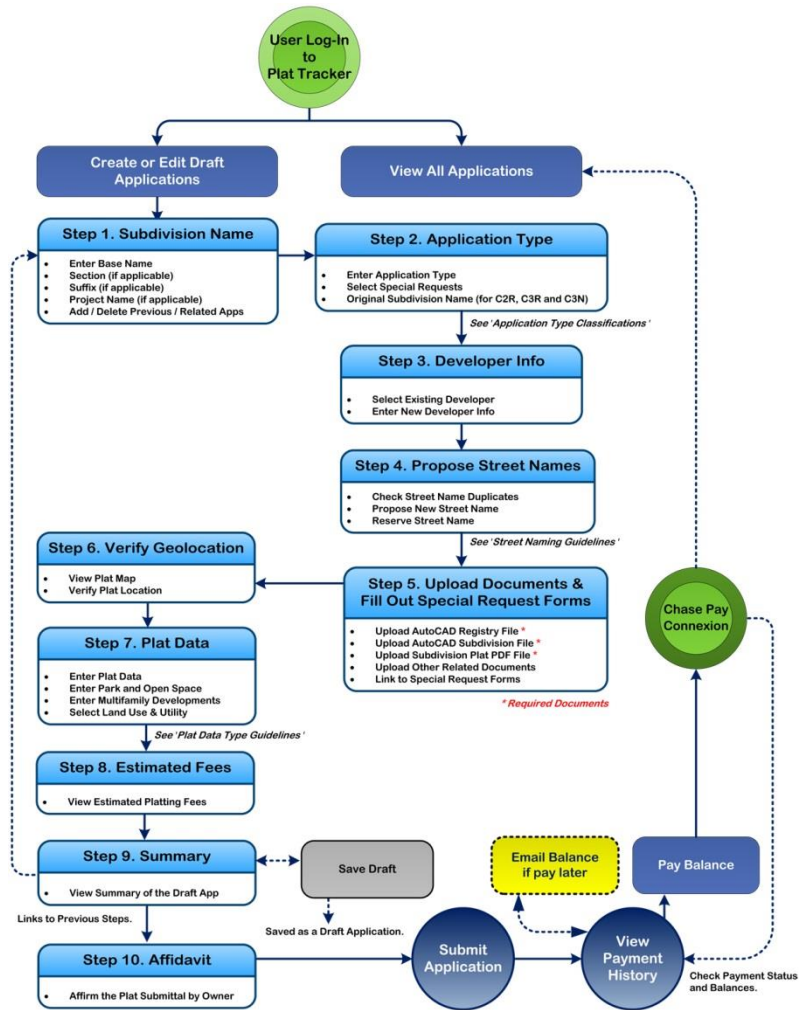 User Log-In
to
Plat Tracker
Create or Edit Draft
Applications
View All Applications
Step 1. Subdivision Name
• Enter Base Name
• Section (if applicable)
• Suffix (if applicable)
• Project Name (if applicable)
• Add / Delete Previous / Related Apps
Step 2. Application Type
• Enter Application Type
• Select Special Requests
• Original Subdivision Name (for C2R, C3R and C3N)
See 'Application Type Classifications '
Step 3. Developer Info
• Select Existing Developer
• Enter New Developer Info
Step 4. Propose Street Names
• Check Street Name Duplicates
• Propose New Street Name
• Reserve Street Name
See 'Street Naming Guidelines '
Step 5. Upload Documents &
Fill Out Special Request Forms
• Upload AutoCAD Registry File *
• Upload AutoCAD Subdivision File *
• Upload Subdivision Plat PDF File *
• Upload Other Related Documents
• Link to Special Request Forms
* Required Documents
Step 6. Verify Geolocation
• View Plat Map
• Verify Plat Location
Step 7. Plat Data
• Enter Plat Data
• Enter Park and Open Space
• Enter Multifamily Developments
• Select Land Use & Utility
See 'Plat Data Type Guidelines '
Step 8. Estimated Fees
• View Estimated Platting Fees
Step 9. Summary
• View Summary of the Draft App
Links to Previous Steps.
Save Draft
Saved as a Draft Application.
Step 10. Affidavit
• Affirm the Plat Submittal by Owner
Submit
Application
Email Balance
if pay later
View
Payment
History
Pay Balance
Chase Pay
Connexion
Check Payment Status
and Balances.